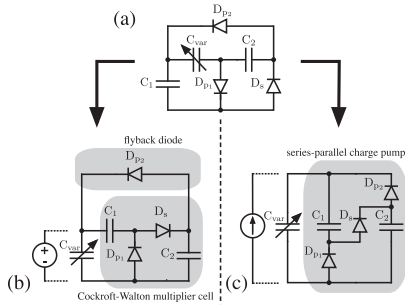 (a)
D_p2
C_var
C_2
C_1
D_p1
D_s
flyback diode
D_p2
C_1
D_s
C_var
D_p1
C_2
(b)
Cockroft-Walton multiplier cell
series-parallel charge pump
D_p2
C_var
C_1
D_s
C_2
D_p1
(c)